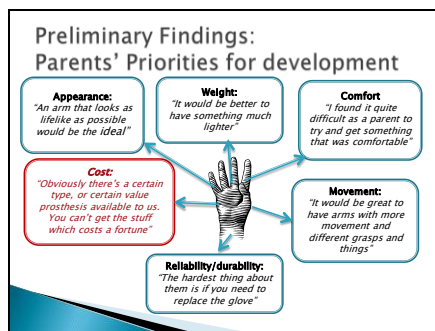 Preliminary Findings:
Parents' Priorities for development
Appearance:
"An arm that looks as
lifelike as possible
would be the ideal"
Weight:
"It would be better to
have something much
lighter"
Comfort
"I found it quite
difficult as a parent to
try and get something
that was comfortable"
Cost:
"Obviously there's a certain
type, or certain value
prosthesis available to us.
You can't get the stuff
which costs a fortune"
Movement:
"It would be great to
have arms with more
movement and
different grasps and
things"
Reliability/durability:
"The hardest thing about
them is if you need to
replace the glove"